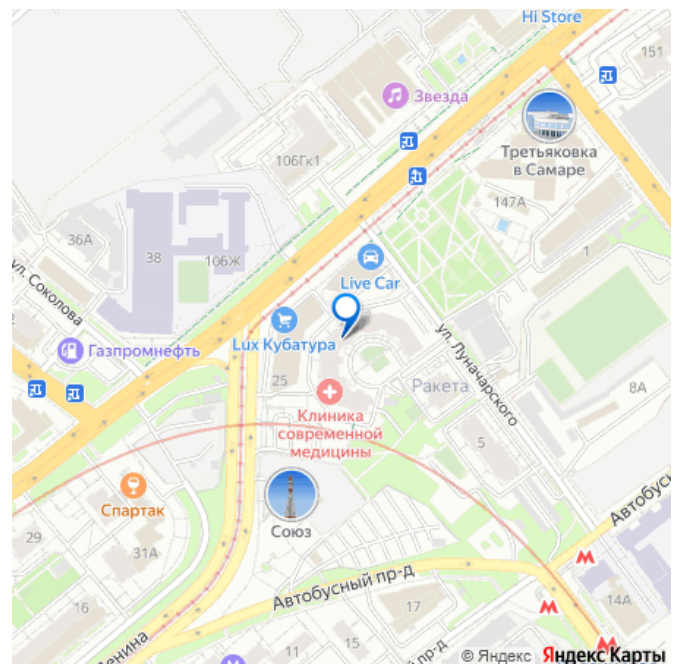 Hi Store
151
Звезда
Третьяковка
в Самаре
106Гк1
147А
36А
38
106Ж
1
ул. Соколова
Live Car
Lux Кубатура
Газпромнефть
ул. Луначарского
25
Ракета
8А
Клиника
современной
медицины
5
Спартак
Союз
Автобус
29
31А
Автобусный пр-д
16
17
14А
Ленина
11
15
й пр-д
© Яндекс Яндекс Карты